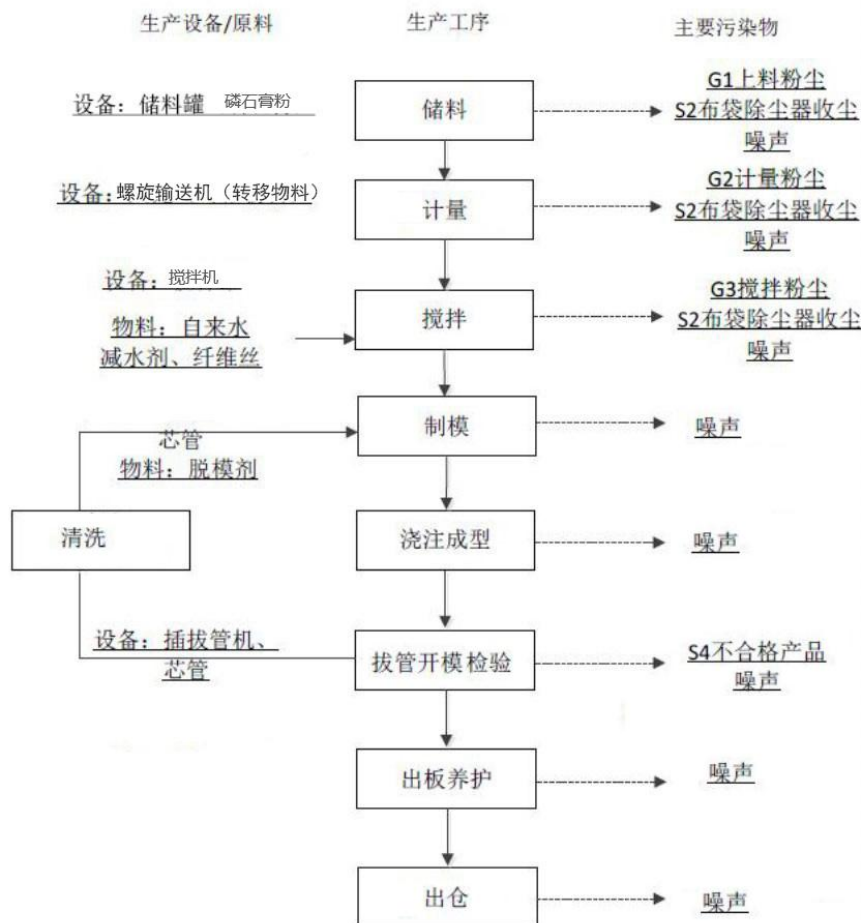 生产设备/原料 生产工序 主要污染物
设备：储料罐 磷石膏粉
储料
G1上料粉尘
S2布袋除尘器收尘
噪声
设备：螺旋输送机（转移物料）
计量
G2计量粉尘
S2布袋除尘器收尘
噪声
设备：搅拌机
物料：自来水
减水剂、纤维丝
搅拌
G3搅拌粉尘
S2布袋除尘器收尘
噪声
芯管
物料：脱模剂
制模
噪声
清洗
浇注成型
噪声
设备：插拔管机、
芯管
拔管开模检验
S4不合格产品
噪声
出板养护
噪声
出仓
噪声